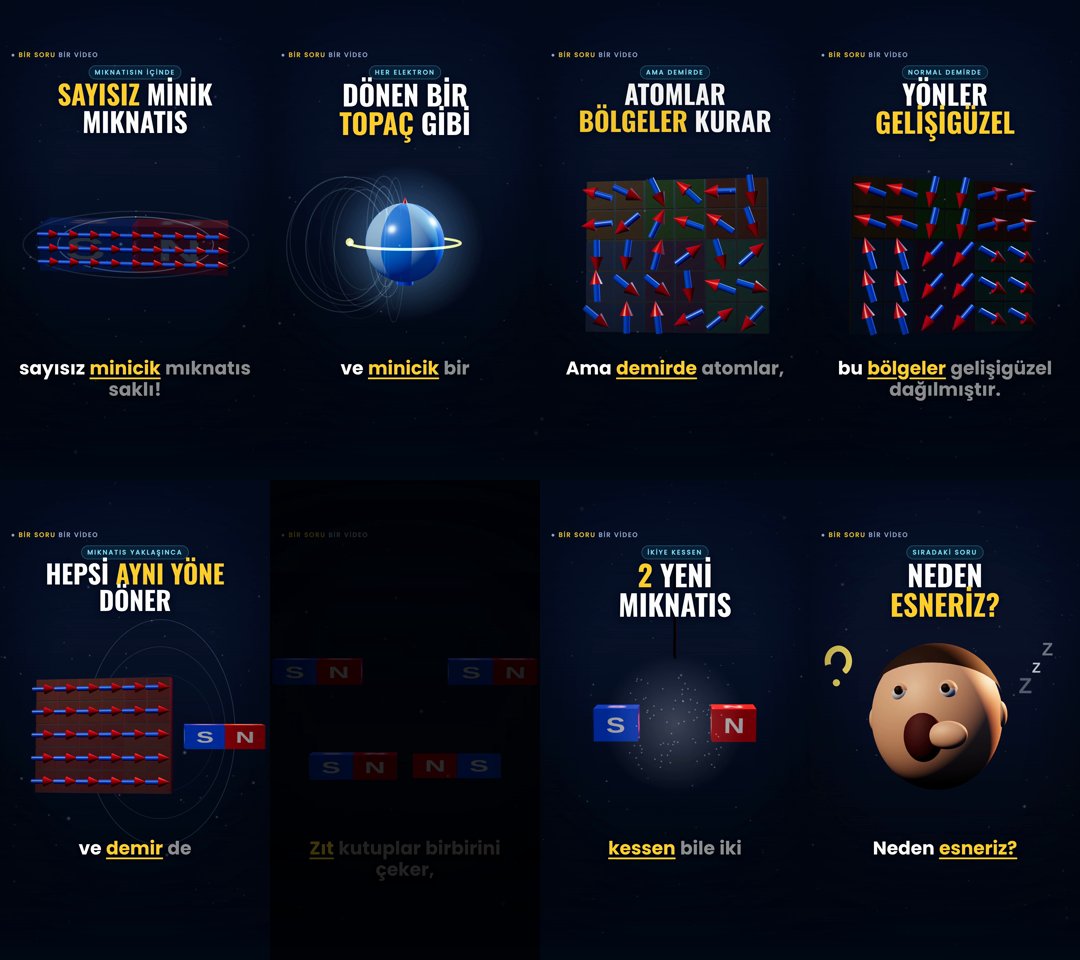 • BİR SORU BİR VİDEO
MIKNATISIN İÇİNDE
SAYISIZ MİNİK
MIKNATIS
S N
sayısız minicik mıknatıs
saklı!
• BİR SORU BİR VİDEO
HER ELEKTRON
DÖNEN BİR
TOPAÇ GİBİ
ve minicik bir
• BİR SORU BİR VİDEO
AMA DEMİRDE
ATOMLAR
BÖLGELER KURAR
Ama demirde atomlar,
• BİR SORU BİR VİDEO
NORMAL DEMİRDE
YÖNLER
GELİŞİGÜZEL
bu bölgeler gelişigüzel
dağılmıştır.
• BİR SORU BİR VİDEO
MIKNATIS YAKLAŞINCA
HEPSİ AYNI YÖNE
DÖNER
S N
ve demir de
• BİR SORU BİR VİDEO
S N S N
S N N S
Zıt kutuplar birbirini
çeker,
• BİR SORU BİR VİDEO
İKİYE KESSEN
2 YENİ
MIKNATIS
S N
kessen bile iki
• BİR SORU BİR VİDEO
SIRADAKİ SORU
NEDEN
ESNERİZ?
? Z Z Z
Neden esneriz?